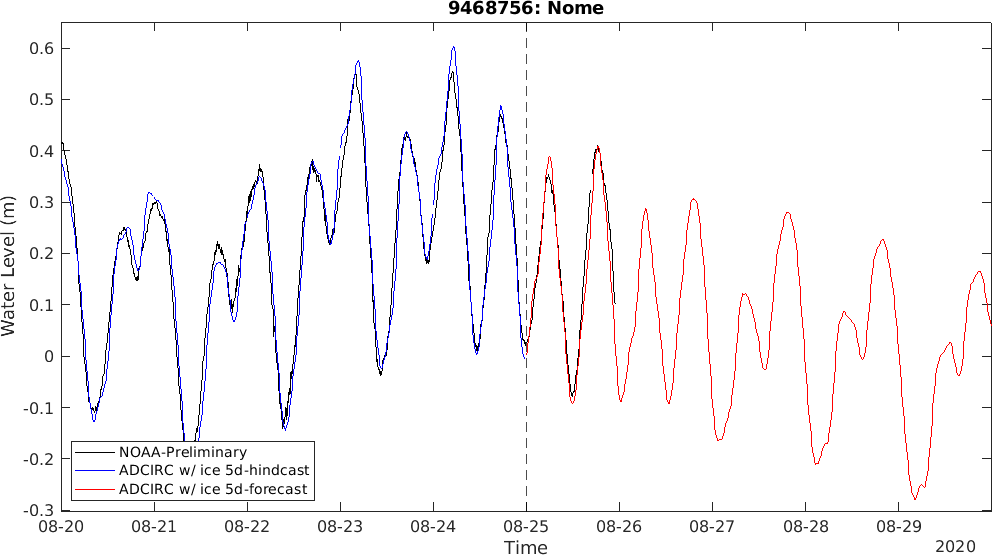 9468756: Nome
0.6
0.5
0.4
0.3
0.2
0.1
0
-0.1
-0.2
-0.3
Water Level (m)
NOAA-Preliminary
ADCIRC w/ ice 5d-hindcast
ADCIRC w/ ice 5d-forecast
08-20 08-21 08-22 08-23 08-24 08-25 08-26 08-27 08-28 08-29
Time
2020